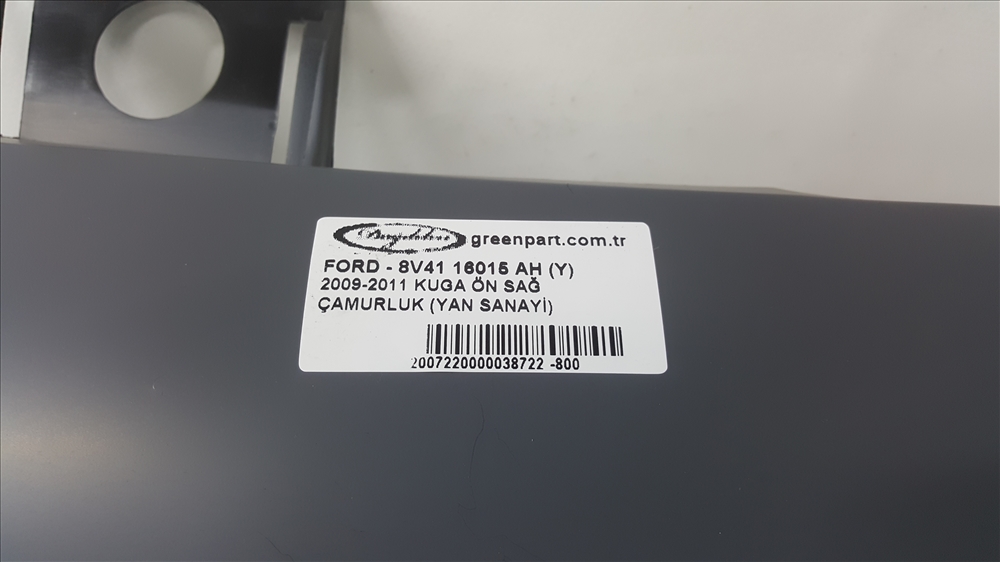 greenpart.com.tr
FORD - 8V41 16015 AH (Y)
2009-2011 KUGA ÖN SAĞ
ÇAMURLUK (YAN SANAYİ)
2007220000038722 -800